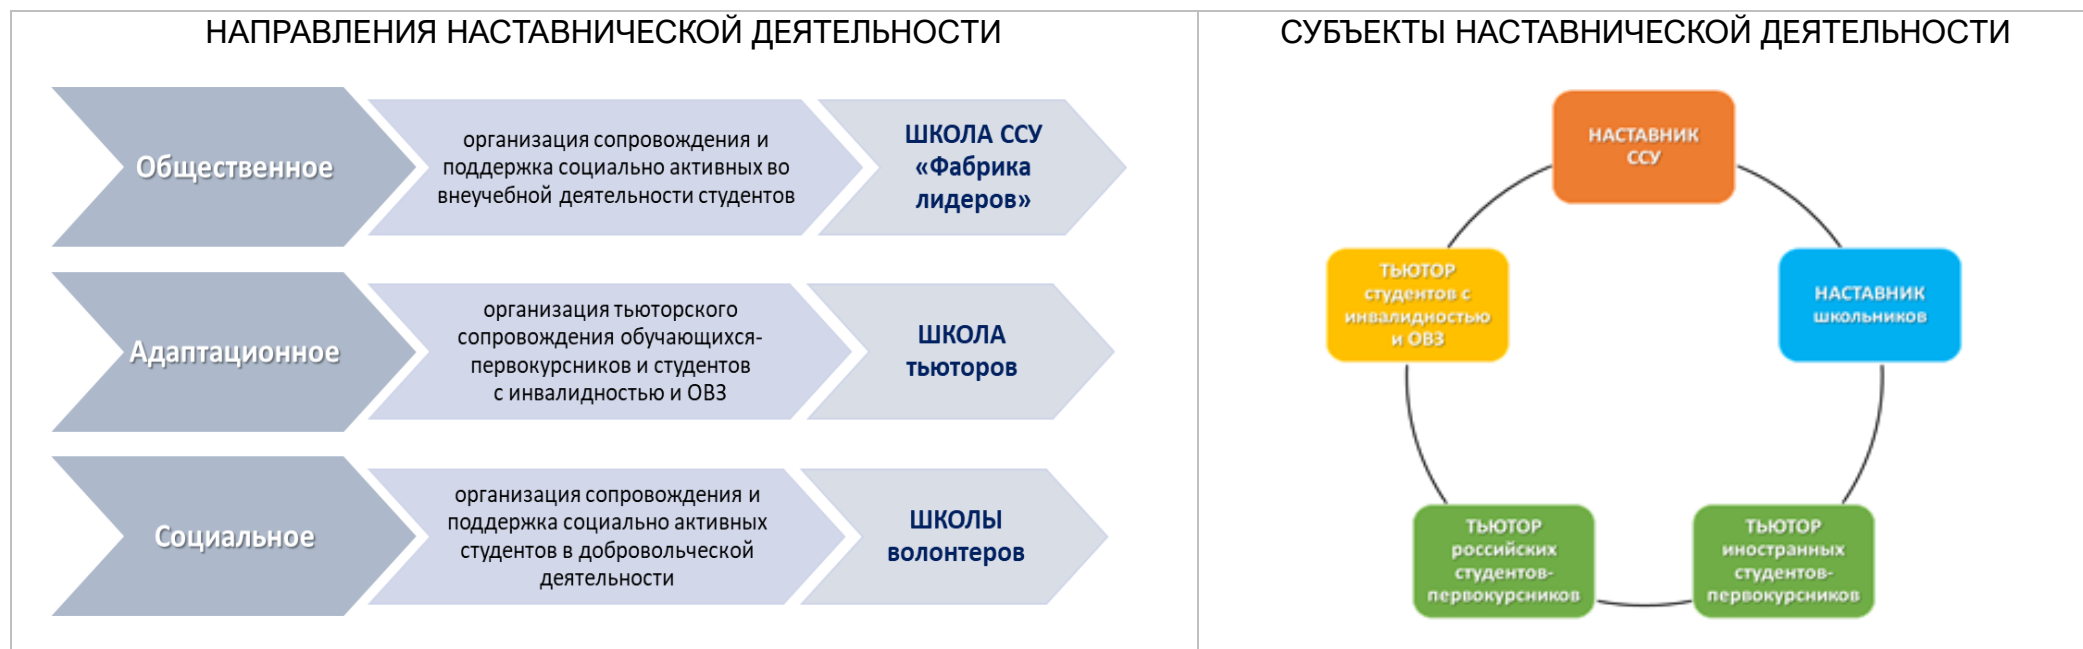 НАПРАВЛЕНИЯ НАСТАВНИЧЕСКОЙ ДЕЯТЕЛЬНОСТИ
Общественное
организация сопровождения и
поддержка социально активных во
внеучебной деятельности студентов
ШКОЛА ССУ
«Фабрика
лидеров»
Адаптационное
организация тьюторского
сопровождения обучающихся-
первокурсников и студентов
с инвалидностью и ОВЗ
ШКОЛА
тьюторов
Социальное
организация сопровождения и
поддержка социально активных
студентов в добровольческой
деятельности
ШКОЛЫ
волонтеров
СУБЪЕКТЫ НАСТАВНИЧЕСКОЙ ДЕЯТЕЛЬНОСТИ
НАСТАВНИК
ССУ
НАСТАВНИК
школьников
ТЬЮТОР
иностранных
студентов-
первокурсников
ТЬЮТОР
российских
студентов-
первокурсников
ТЬЮТОР
студентов с
инвалидностью
и ОВЗ